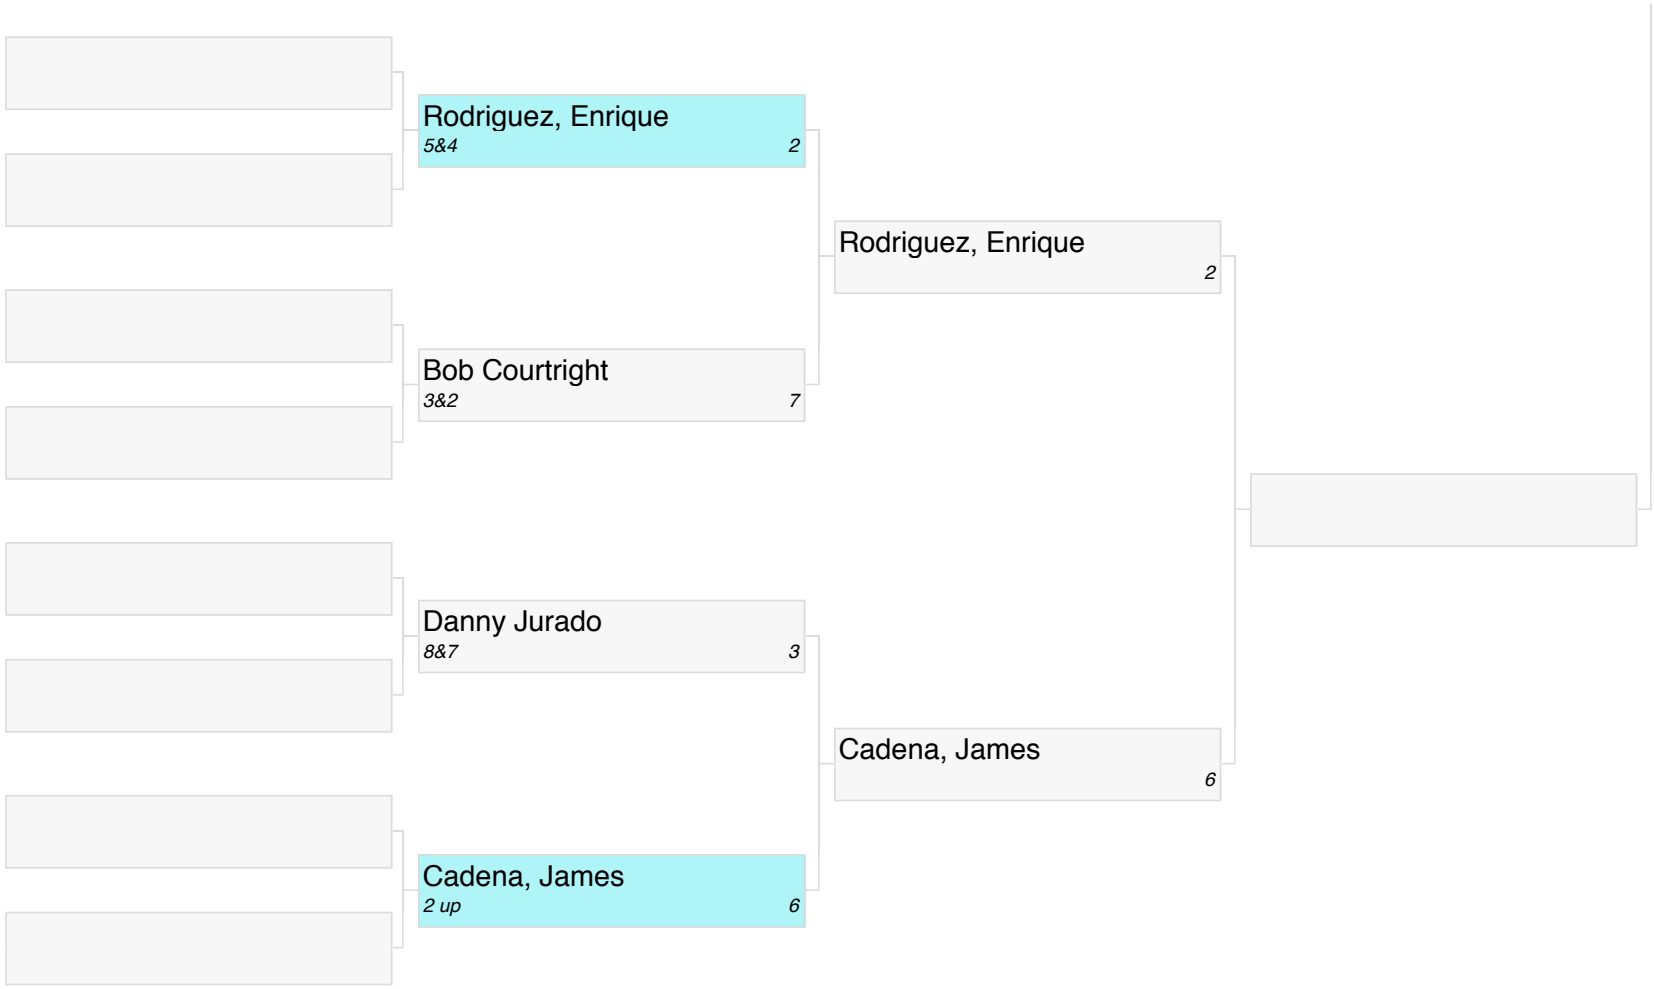 Rodriguez, Enrique
5&4 2
Bob Courtright
3&2 7
Danny Jurado
8&7 3
Cadena, James
2 up 6
Rodriguez, Enrique
2
Cadena, James
6